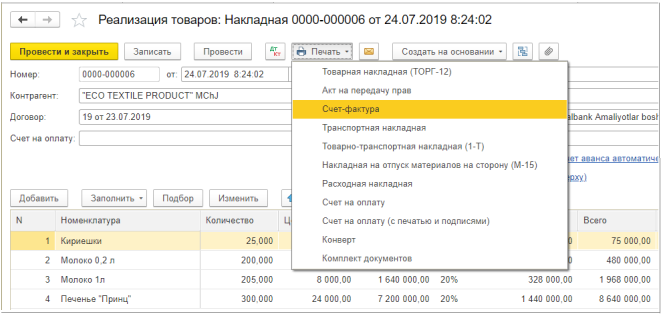 Реализация товаров: Накладная 0000-000006 от 24.07.2019 8:24:02
Провести и закрыть Записать Провести Дт Кт Печать Создать на основании
Номер: 0000-000006 от: 24.07.2019 8:24:02
Контрагент: "ECO TEXTILE PRODUCT" MChJ
Договор: 19 от 23.07.2019 albank Amaliyotlar bosh
Счет на оплату:
Товарная накладная (ТОРГ-12)
Акт на передачу прав
Счет-фактура
Транспортная накладная
Товарно-транспортная накладная (1-Т)
Накладная на отпуск материалов на сторону (М-15)
Расходная накладная
Счет на оплату
Счет на оплату (с печатью и подписями)
Конверт
Комплект документов
ет аванса автоматиче
рху)
Добавить Заполнить Подбор Изменить
N Номенклатура Количество Ц Всего
1 Кириешки 25,000 0 75 000,00
2 Молоко 0,2 л 200,000 0 480 000,00
3 Молоко 1л 205,000 8 000,00 1 640 000,00 20% 328 000,00 1 968 000,00
4 Печенье "Принц" 300,000 24 000,00 7 200 000,00 20% 1 440 000,00 8 640 000,00